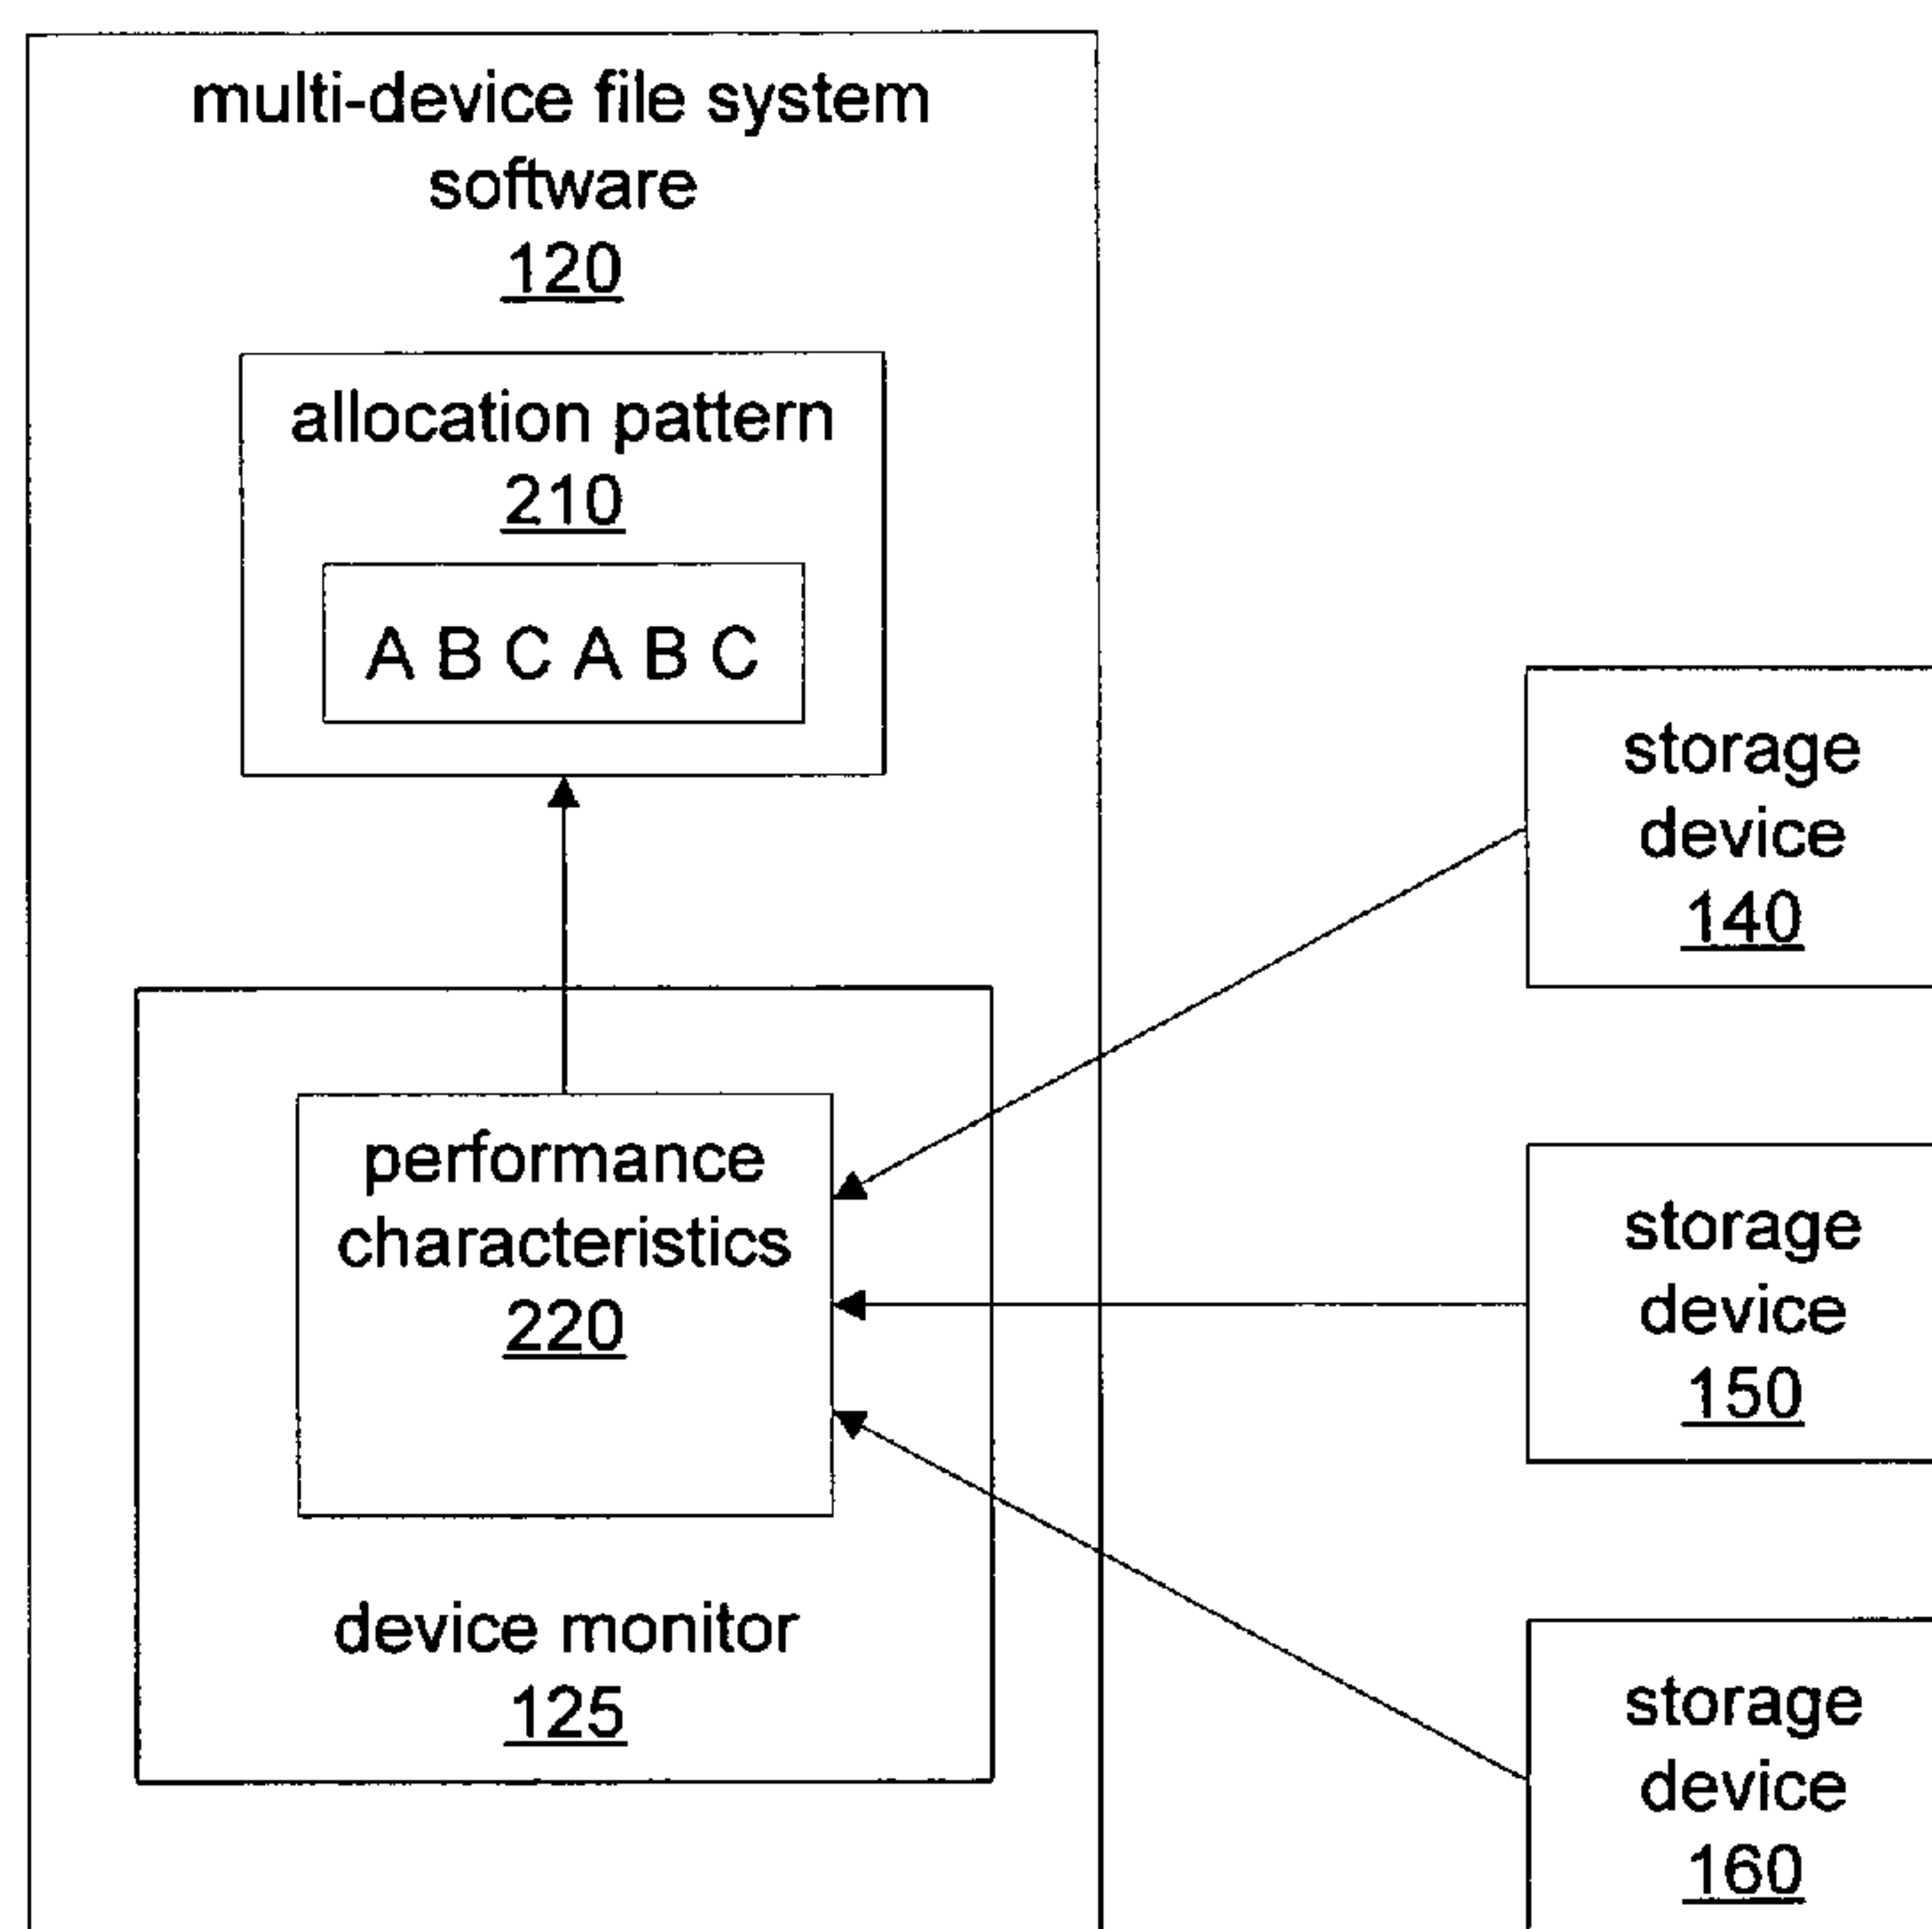 multi-device file system
software
120
allocation pattern
210
A B C A B C
performance
characteristics
220
device monitor
125
storage
device
140
storage
device
150
storage
device
160